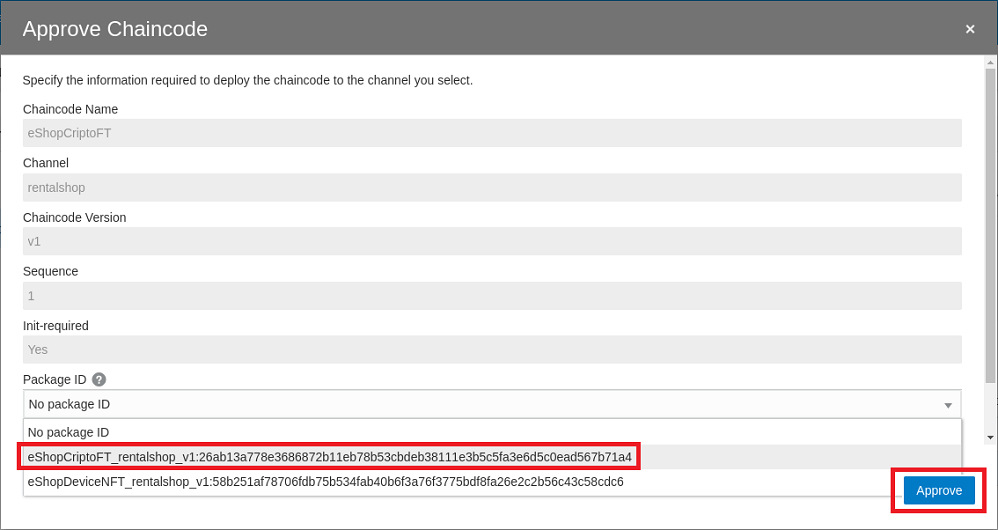 Approve Chaincode
×
Specify the information required to deploy the chaincode to the channel you select.
Chaincode Name
eShopCriptoFT
Channel
rentalshop
Chaincode Version
v1
Sequence
1
Init-required
Yes
Package ID ?
No package ID
No package ID
eShopCriptoFT_rentalshop_v1:26ab13a778e3686872b11eb78b53cbdeb38111e3b5c5fa3e6d5c0ead567b71a4
eShopDeviceNFT_rentalshop_v1:58b251af78706fdb75b534fab40b6f3a76f3775bdf8fa26e2c2b56c43c58cdc6
Approve